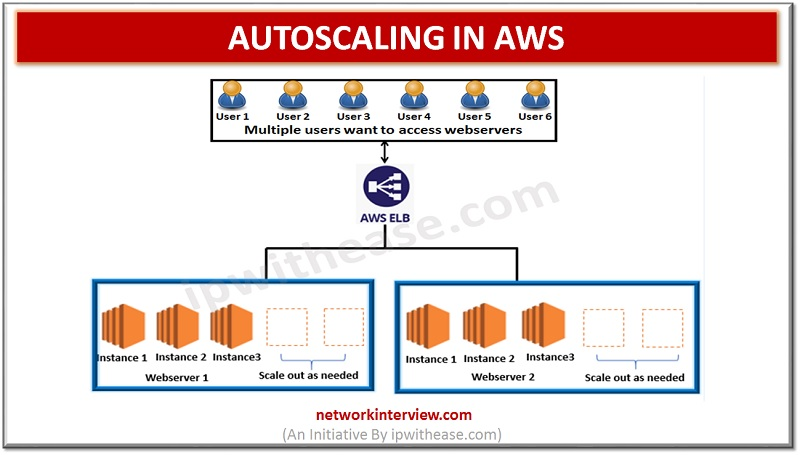 AUTOSCALING IN AWS
User 1 User 2 User 3 User 4 User 5 User 6
Multiple users want to access webservers
AWS ELB
ipwithease.com
Instance 1 Instance 2 Instance3
Webserver 1 Scale out as needed
Instance 1 Instance 2 Instance3
Webserver 2 Scale out as needed
networkinterview.com
(An Initiative By ipwithease.com)